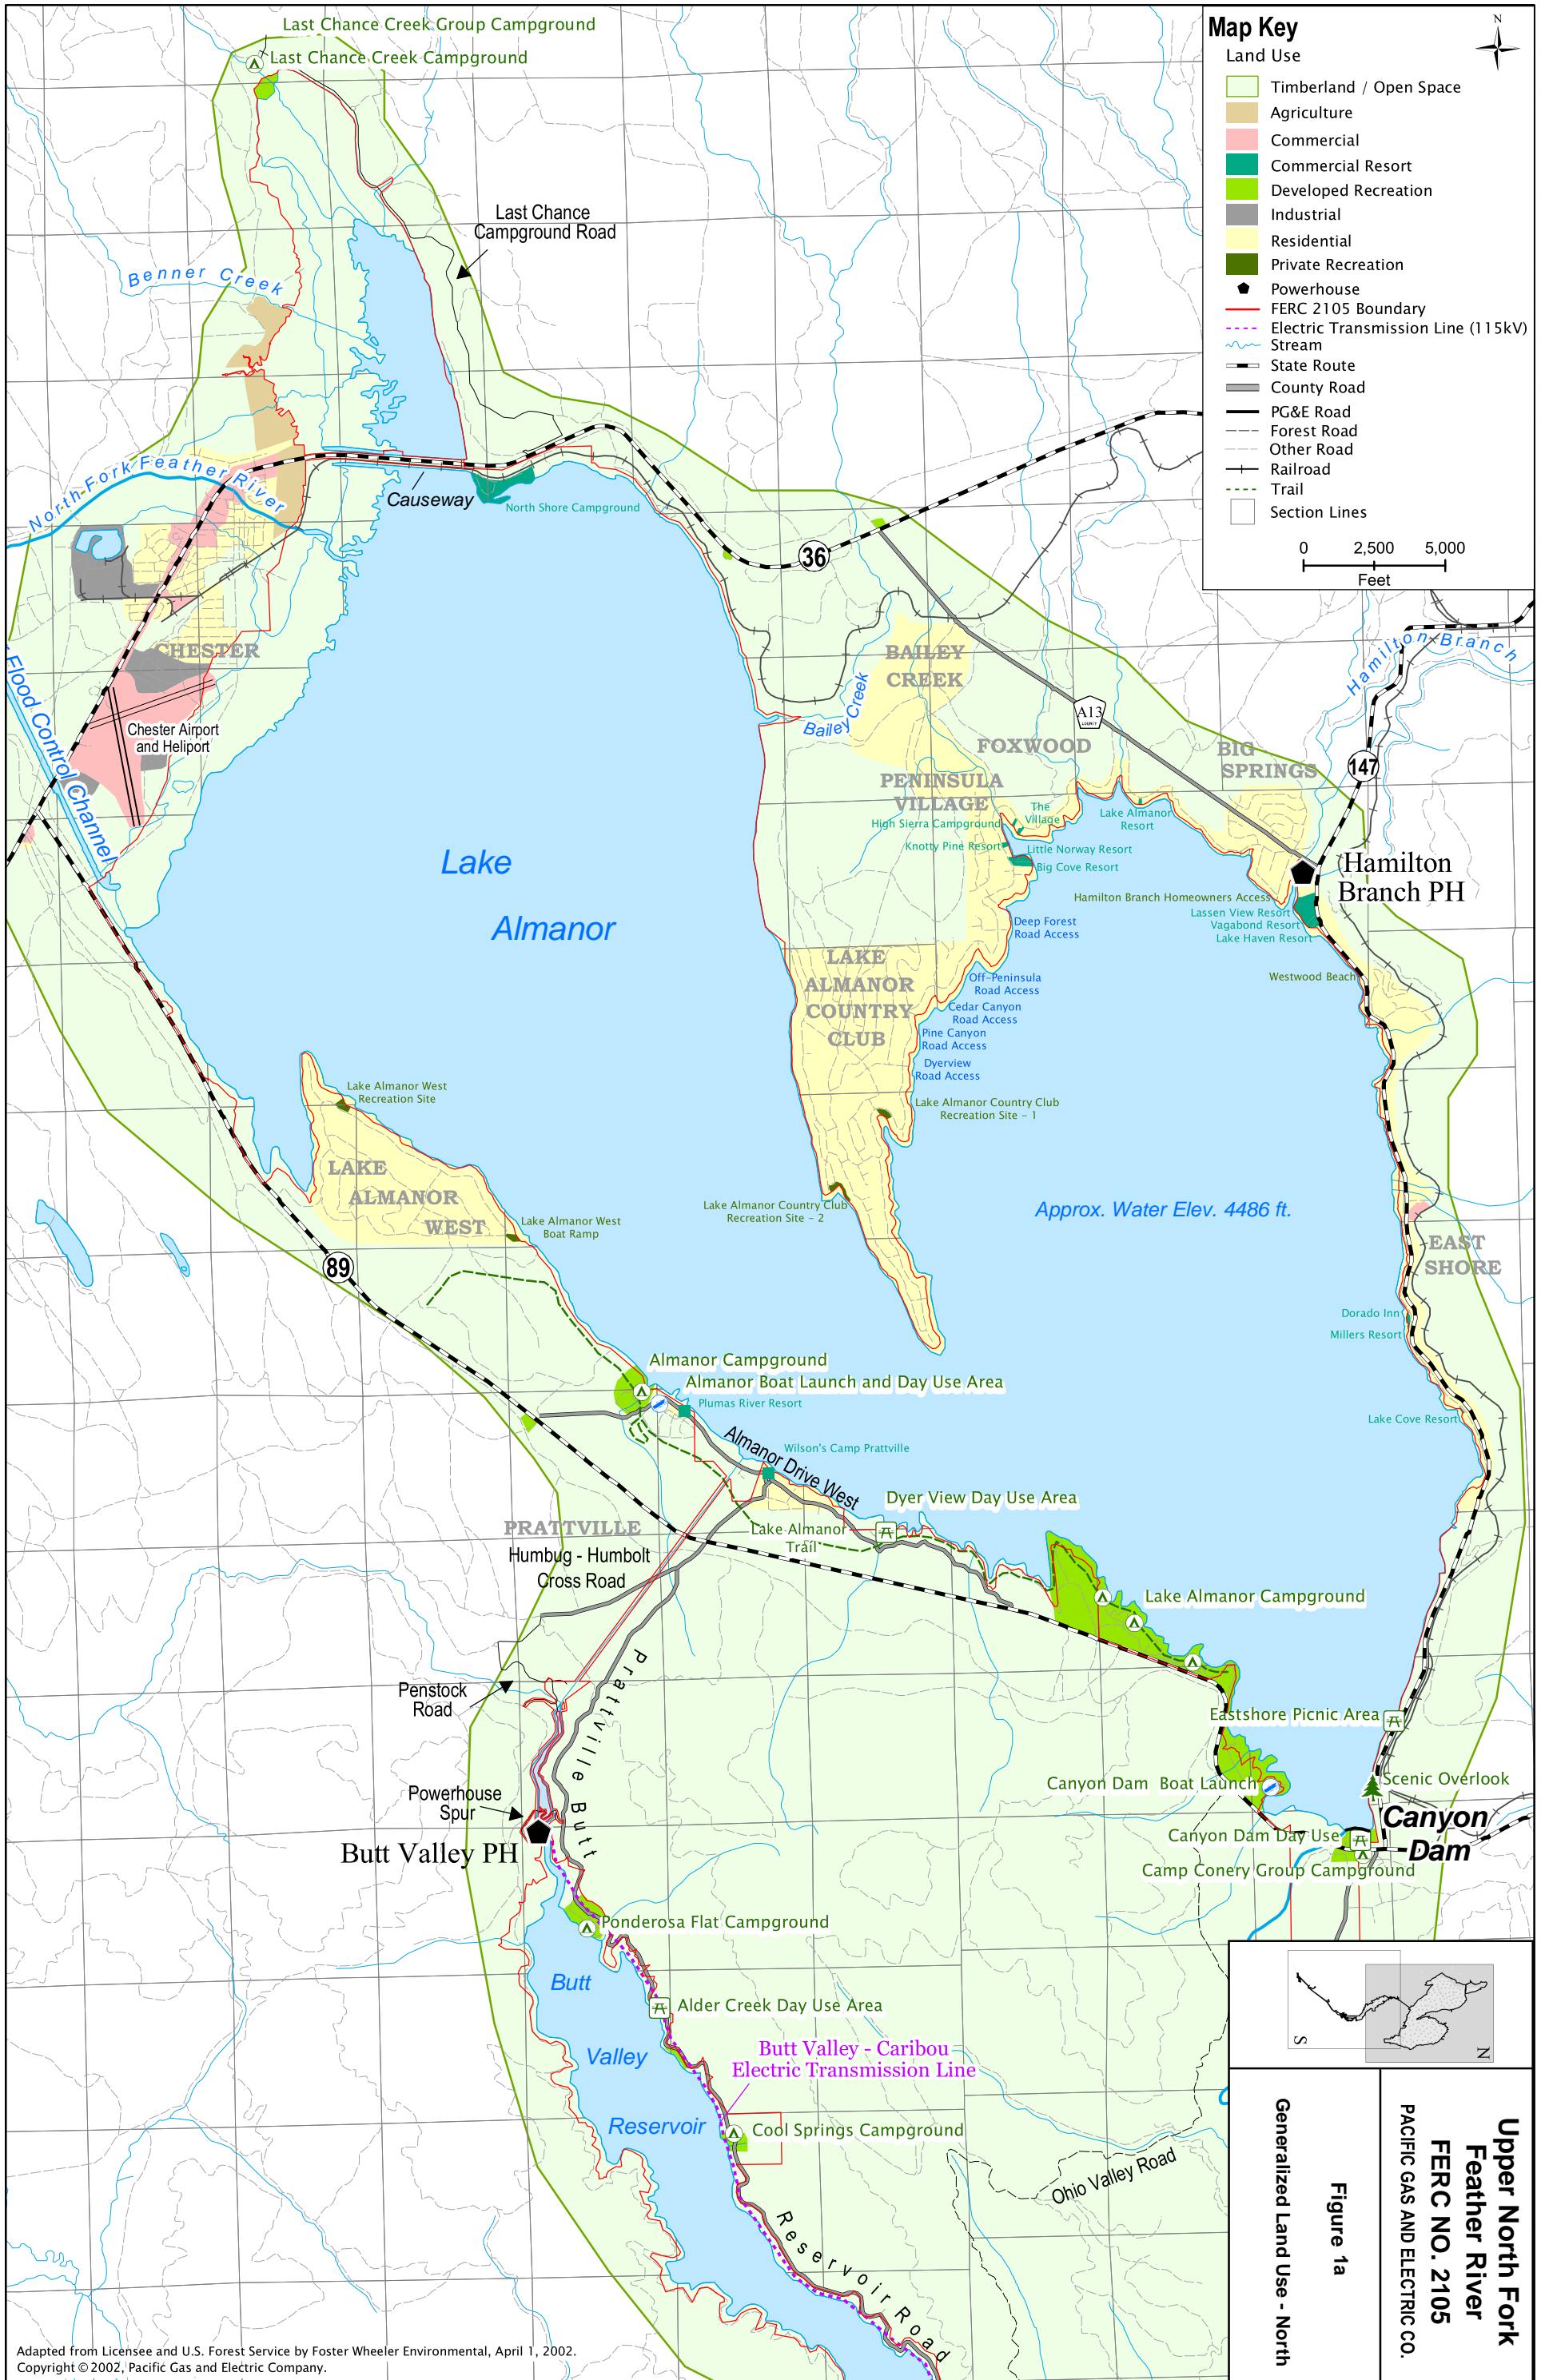 Last Chance Creek Group Campground
Last Chance Creek Campground
Last Chance
Campground Road
Benner Creek
North Fork Feather River
Causeway
North Shore Campground
36
CHESTER
Flood Control Channel
Chester Airport
and Heliport
Lake
Almanor
BAILEY
CREEK
Bailey Creek
A13
COUNTY
FOXWOOD
PENINSULA
VILLAGE
BIG
SPRINGS
147
Hamilton Branch
The
Village
High Sierra Campground
Knotty Pine Resort
Little Norway Resort
Big Cove Resort
Lake Almanor
Resort
Hamilton
Branch PH
Hamilton Branch Homeowners Access
Lassen View Resort
Vagabond Resort
Lake Haven Resort
Westwood Beach
Deep Forest
Road Access
Off-Peninsula
Road Access
Cedar Canyon
Road Access
Pine Canyon
Road Access
Dyerview
Road Access
LAKE
ALMANOR
COUNTRY
CLUB
Lake Almanor Country Club
Recreation Site - 1
Lake Almanor Country Club
Recreation Site - 2
Lake Almanor West
Recreation Site
LAKE
ALMANOR
WEST
Lake Almanor West
Boat Ramp
89
Approx. Water Elev. 4486 ft.
EAST
SHORE
Dorado Inn
Millers Resort
Lake Cove Resort
Almanor Campground
Almanor Boat Launch and Day Use Area
Plumas River Resort
Wilson's Camp Prattville
Almanor Drive West
Dyer View Day Use Area
Lake Almanor
Trail
PRATTVILLE
Humbug - Humbolt
Cross Road
Lake Almanor Campground
Penstock
Road
Prattville Butt
Powerhouse
Spur
Butt Valley PH
Eastshore Picnic Area
Canyon Dam Boat Launch
Scenic Overlook
Canyon
Dam
Canyon Dam Day Use
Camp Conery Group Campground
Ponderosa Flat Campground
Butt
Valley
Reservoir
Alder Creek Day Use Area
Butt Valley - Caribou
Electric Transmission Line
Cool Springs Campground
Ohio Valley Road
Reservoir Road
Map Key
N
Land Use
Timberland / Open Space
Agriculture
Commercial
Commercial Resort
Developed Recreation
Industrial
Residential
Private Recreation
Powerhouse
FERC 2105 Boundary
Electric Transmission Line (115kV)
Stream
State Route
County Road
PG&E Road
Forest Road
Other Road
Railroad
Trail
Section Lines
0 2,500 5,000
Feet
S
N
Upper North Fork
Feather River
FERC NO. 2105
PACIFIC GAS AND ELECTRIC CO.
Figure 1a
Generalized Land Use - North
Adapted from Licensee and U.S. Forest Service by Foster Wheeler Environmental, April 1, 2002.
Copyright © 2002, Pacific Gas and Electric Company.